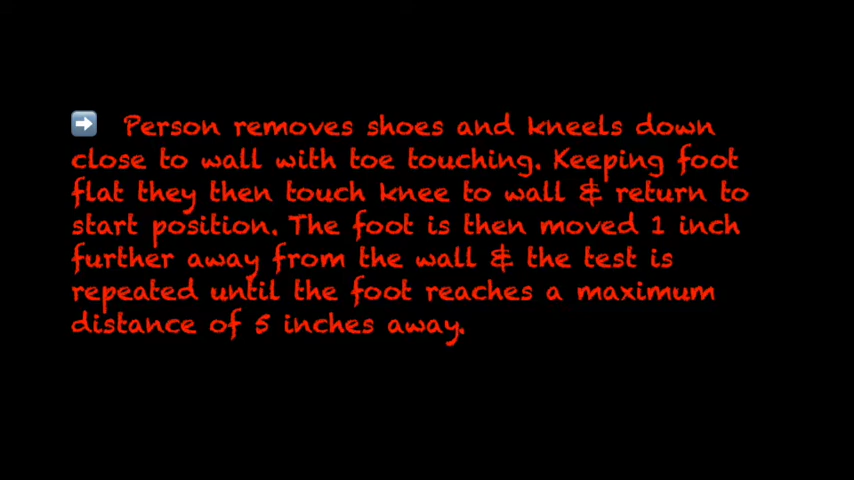 ➡ Person removes shoes and kneels down
close to wall with toe touching. Keeping foot
flat they then touch knee to wall & return to
start position. The foot is then moved 1 inch
further away from the wall & the test is
repeated until the foot reaches a maximum
distance of 5 inches away.